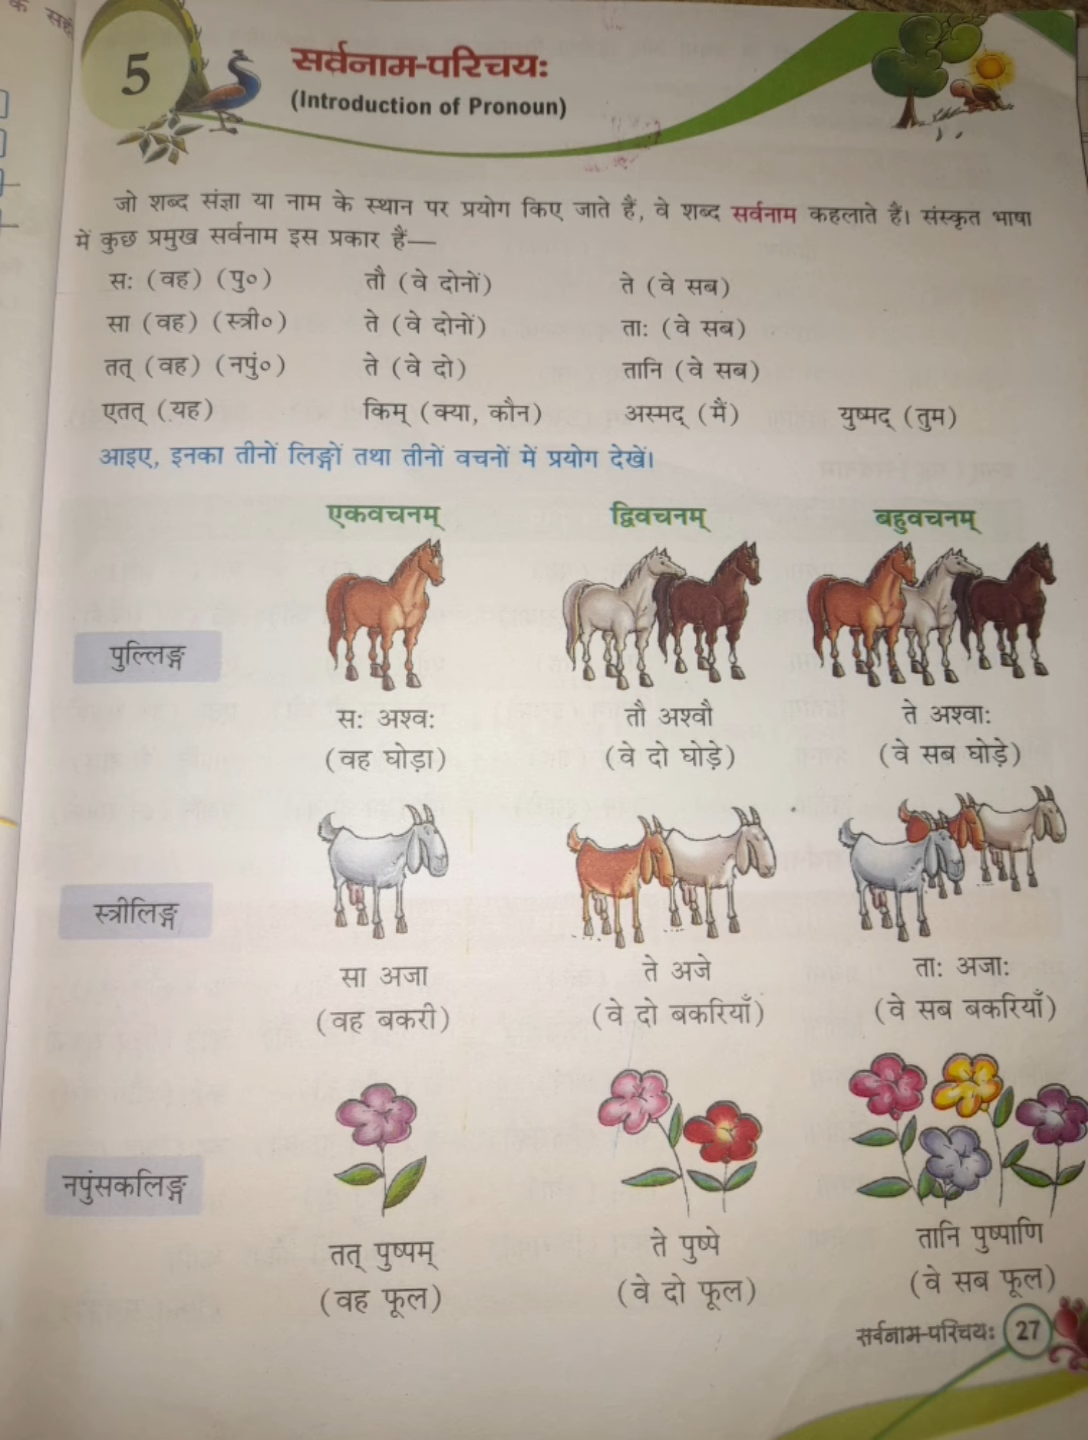 5
सर्वनाम-परिचयः
(Introduction of Pronoun)
जो शब्द संज्ञा या नाम के स्थान पर प्रयोग किए जाते हैं, वे शब्द सर्वनाम कहलाते हैं। संस्कृत भाषा
में कुछ प्रमुख सर्वनाम इस प्रकार हैं—
सः (वह) (पु०) तौ (वे दोनों) ते (वे सब)
सा (वह) (स्त्री०) ते (वे दोनों) ताः (वे सब)
तत् (वह) (नपुं०) ते (वे दो) तानि (वे सब)
एतत् (यह) किम् (क्या, कौन) अस्मद् (मैं) युष्मद् (तुम)
आइए, इनका तीनों लिङ्गों तथा तीनों वचनों में प्रयोग देखें।
एकवचनम् द्विवचनम् बहुवचनम्
पुल्लिङ्ग
सः अश्वः तौ अश्वौ ते अश्वाः
(वह घोड़ा) (वे दो घोड़े) (वे सब घोड़े)
स्त्रीलिङ्ग
सा अजा ते अजे ताः अजाः
(वह बकरी) (वे दो बकरियाँ) (वे सब बकरियाँ)
नपुंसकलिङ्ग
तत् पुष्पम् ते पुष्पे तानि पुष्पाणि
(वह फूल) (वे दो फूल) (वे सब फूल)
सर्वनाम-परिचयः 27